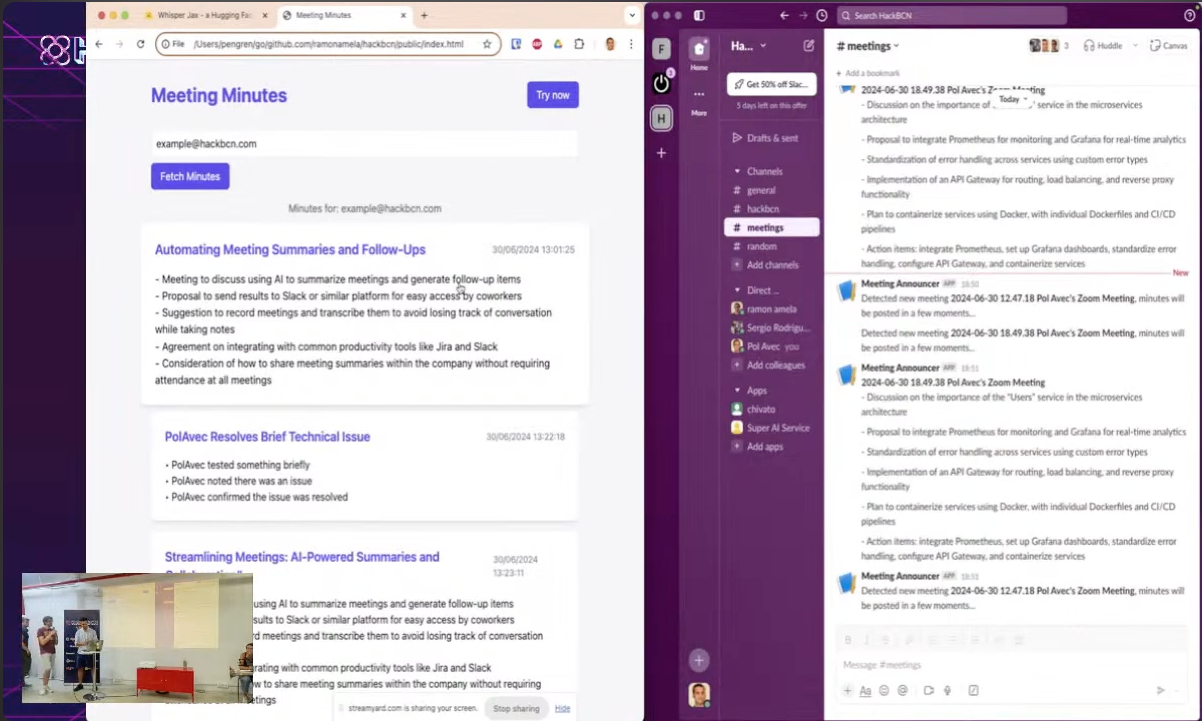 Whisper Jax - a Hugging Fa
Meeting Minutes
File /Users/pengren/go/github.com/ramonamela/hackbcn/public/index.html
Meeting Minutes
Try now
example@hackbcn.com
Fetch Minutes
Minutes for: example@hackbcn.com
Automating Meeting Summaries and Follow-Ups
30/06/2024 13:01:25
- Meeting to discuss using AI to summarize meetings and generate follow-up items
- Proposal to send results to Slack or similar platform for easy access by coworkers
- Suggestion to record meetings and transcribe them to avoid losing track of conversation
while taking notes
- Agreement on integrating with common productivity tools like Jira and Slack
- Consideration of how to share meeting summaries within the company without requiring
attendance at all meetings
PolAvec Resolves Brief Technical Issue
30/06/2024 13:22:18
• PolAvec tested something briefly
• PolAvec noted there was an issue
• PolAvec confirmed the issue was resolved
Streamlining Meetings: AI-Powered Summaries and
30/06/2024
13:23:11
using AI to summarize meetings and generate follow-up items
sults to Slack or similar platform for easy access by coworkers
rd meetings and transcribe them to avoid losing track of conversation
rating with common productivity tools like Jira and Slack
w to share meeting summaries within the company without requiring
etings
streamyard.com is sharing your screen.
Stop sharing
Hide
Search HackBCN
F
H
Home
More
Ha...
Get 50% off Slac...
5 days left on this offer
Drafts & sent
Channels
# general
# hackbcn
# meetings
# random
Add channels
Direct ...
ramon amela
Sergio Rodrigu...
Pol Avec you
Add colleagues
Apps
chivato
Super AI Service
Add apps
# meetings
3
Huddle
Canvas
Add a bookmark
2024-06-30 18.49.38 Pol Avec's Zoom Meeting
Today
- Discussion on the importance of service in the microservices
architecture
- Proposal to integrate Prometheus for monitoring and Grafana for real-time analytics
- Standardization of error handling across services using custom error types
- Implementation of an API Gateway for routing, load balancing, and reverse proxy
functionality
- Plan to containerize services using Docker, with individual Dockerfiles and CI/CD
pipelines
- Action items: integrate Prometheus, set up Grafana dashboards, standardize error
handling, configure API Gateway, and containerize services
New
Meeting Announcer APP 18:50
Detected new meeting 2024-06-30 12.47.18 Pol Avec's Zoom Meeting, minutes will
be posted in a few moments...
Detected new meeting 2024-06-30 18.49.38 Pol Avec's Zoom Meeting, minutes will
be posted in a few moments...
Meeting Announcer APP 18:51
2024-06-30 18.49.38 Pol Avec's Zoom Meeting
- Discussion on the importance of the "Users" service in the microservices
architecture
- Proposal to integrate Prometheus for monitoring and Grafana for real-time analytics
- Standardization of error handling across services using custom error types
- Implementation of an API Gateway for routing, load balancing, and reverse proxy
functionality
- Plan to containerize services using Docker, with individual Dockerfiles and CI/CD
pipelines
- Action items: integrate Prometheus, set up Grafana dashboards, standardize error
handling, configure API Gateway, and containerize services
Meeting Announcer APP 18:51
Detected new meeting 2024-06-30 12.47.18 Pol Avec's Zoom Meeting, minutes will
be posted in a few moments...
Message #meetings
Aa